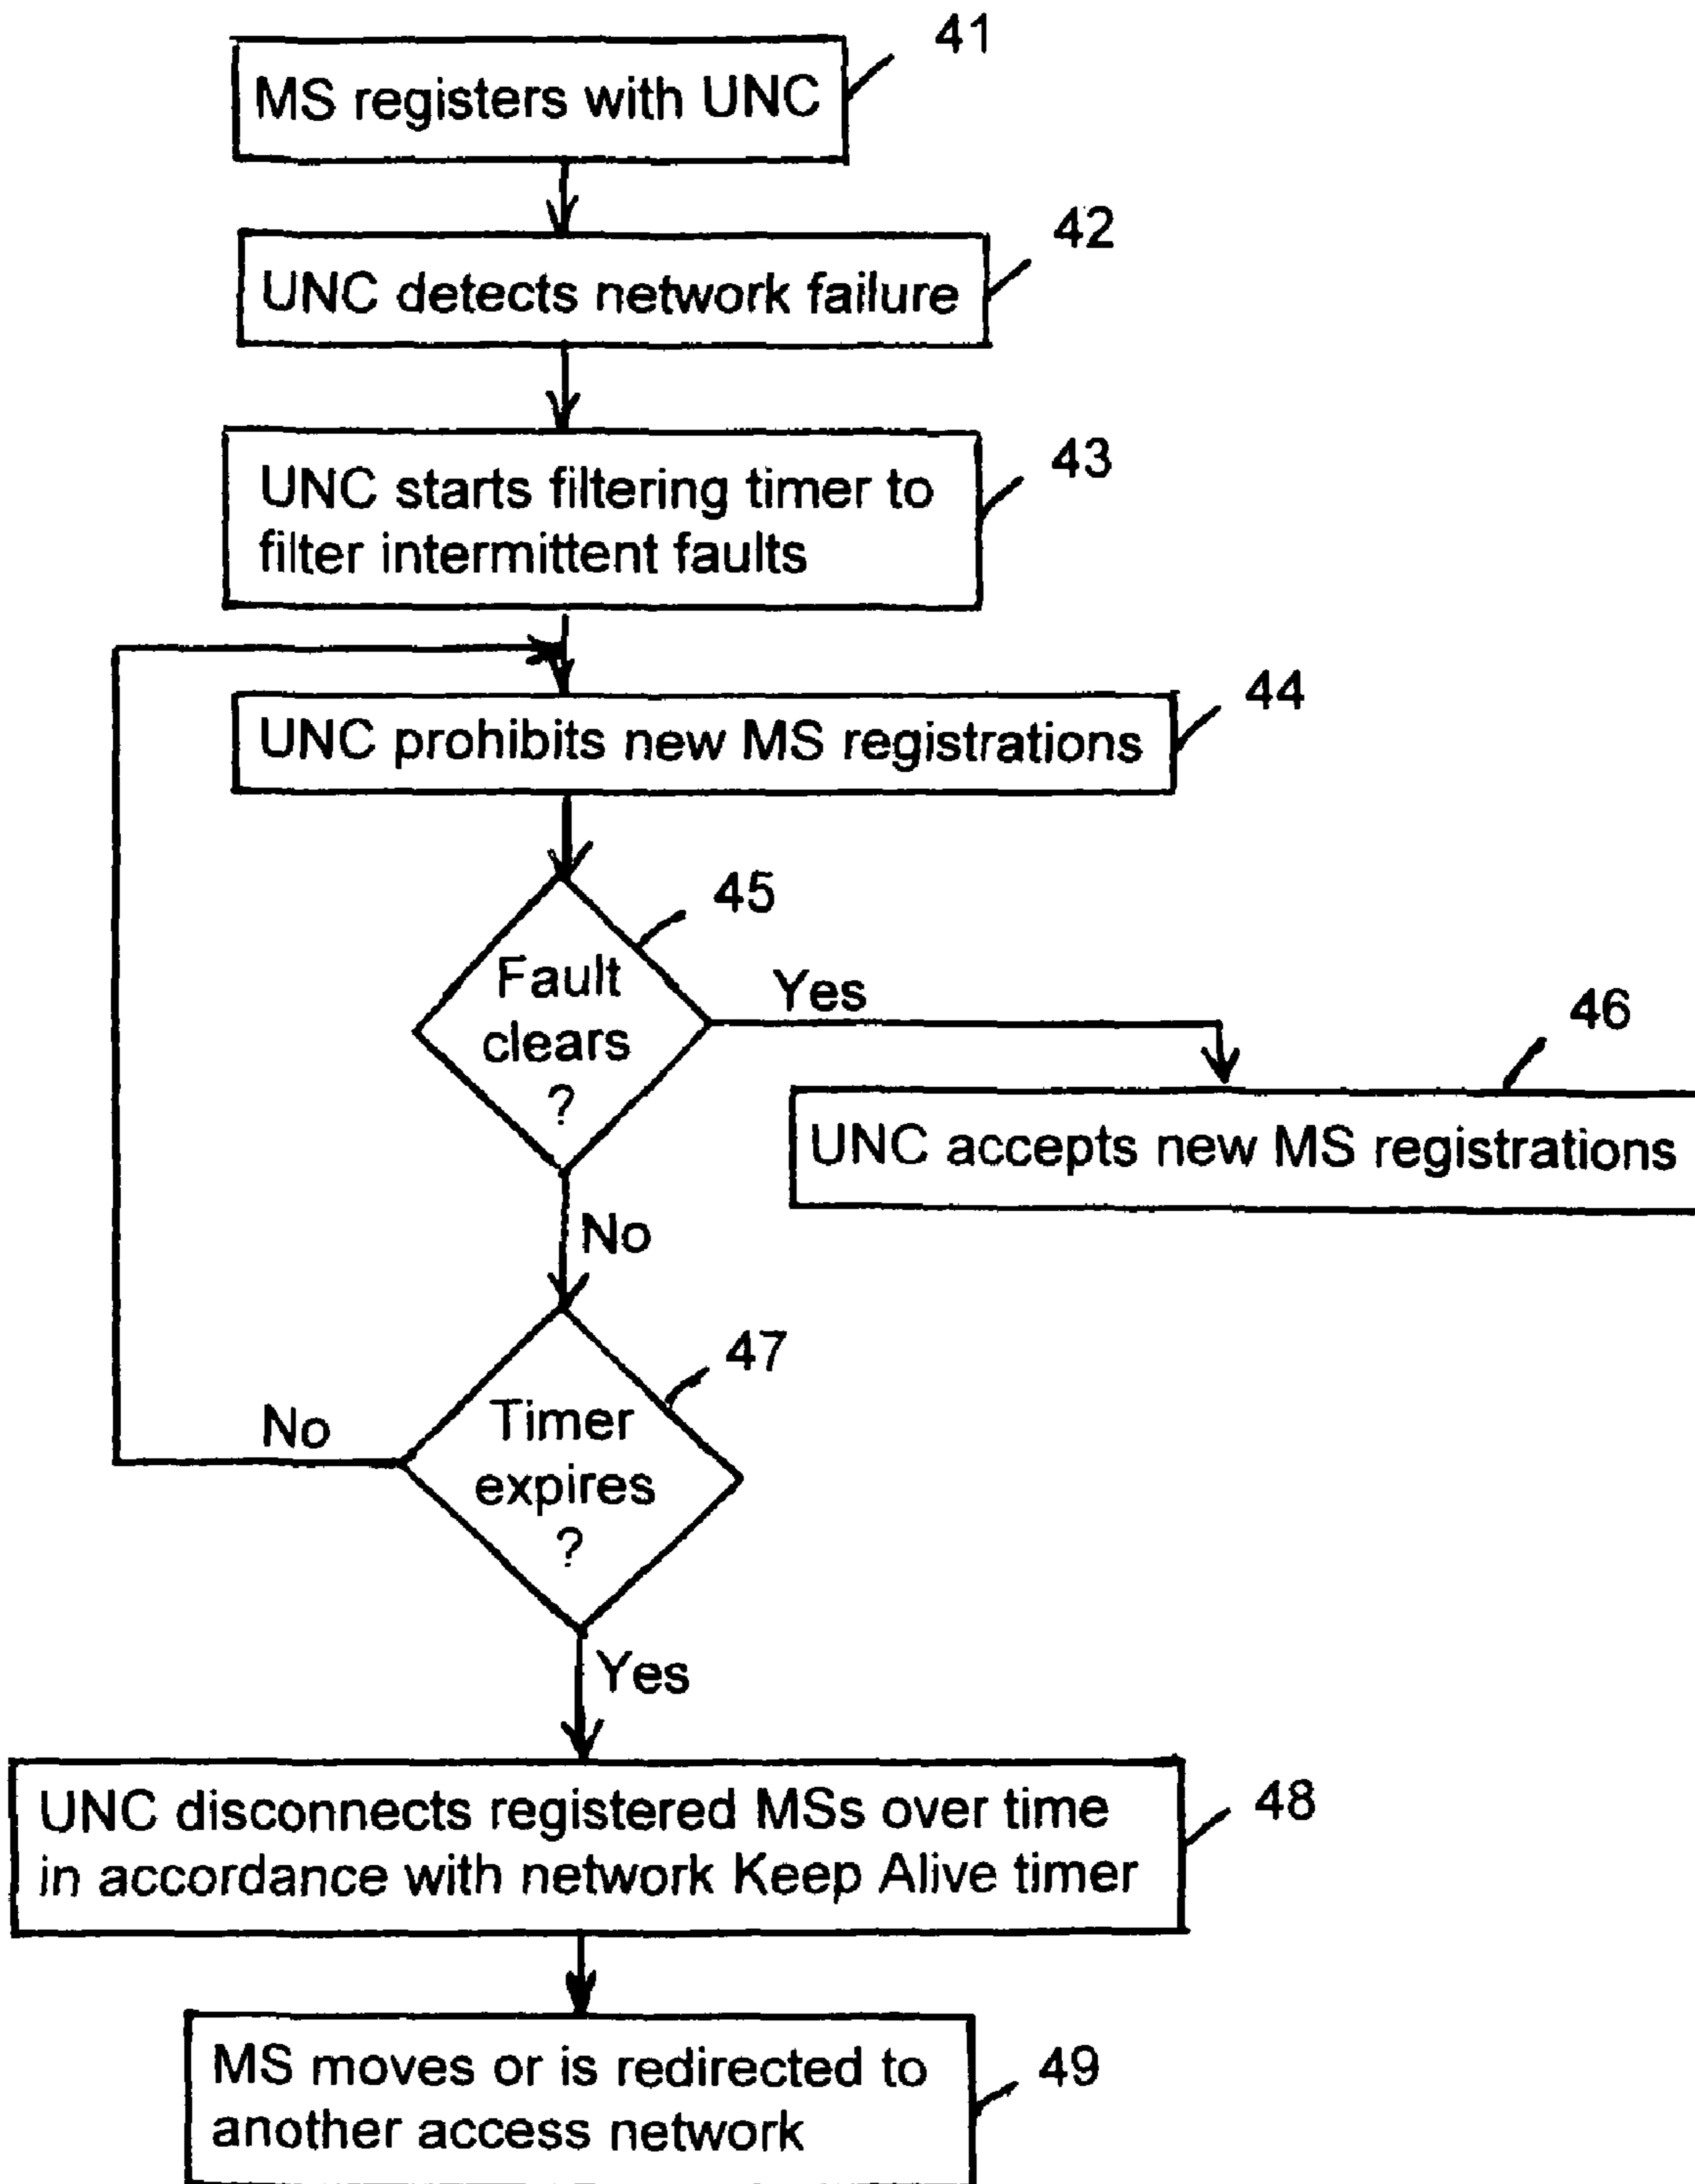 41
MS registers with UNC
42
UNC detects network failure
43
UNC starts filtering timer to
filter intermittent faults
44
UNC prohibits new MS registrations
45
Fault
clears
?
Yes
46
UNC accepts new MS registrations
No
47
Timer
expires
?
No
Yes
48
UNC disconnects registered MSs over time
in accordance with network Keep Alive timer
49
MS moves or is redirected to
another access network